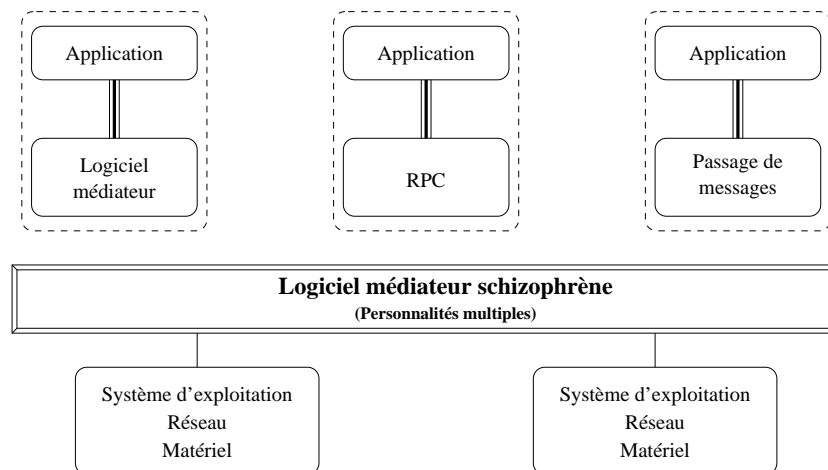 Application
Application
Application
Logiciel
médiateur
RPC
Passage de
messages
Logiciel médiateur schizophrène
(Personnalités multiples)
Système d’exploitation
Réseau
Matériel
Système d’exploitation
Réseau
Matériel